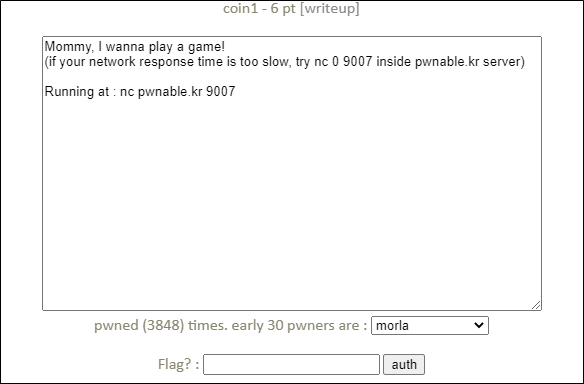 coin1 - 6 pt [writeup]
Mommy, I wanna play a game!
(if your network response time is too slow, try nc 0 9007 inside pwnable.kr server)
Running at : nc pwnable.kr 9007
pwned (3848) times. early 30 pwners are : morla
Flag? : auth